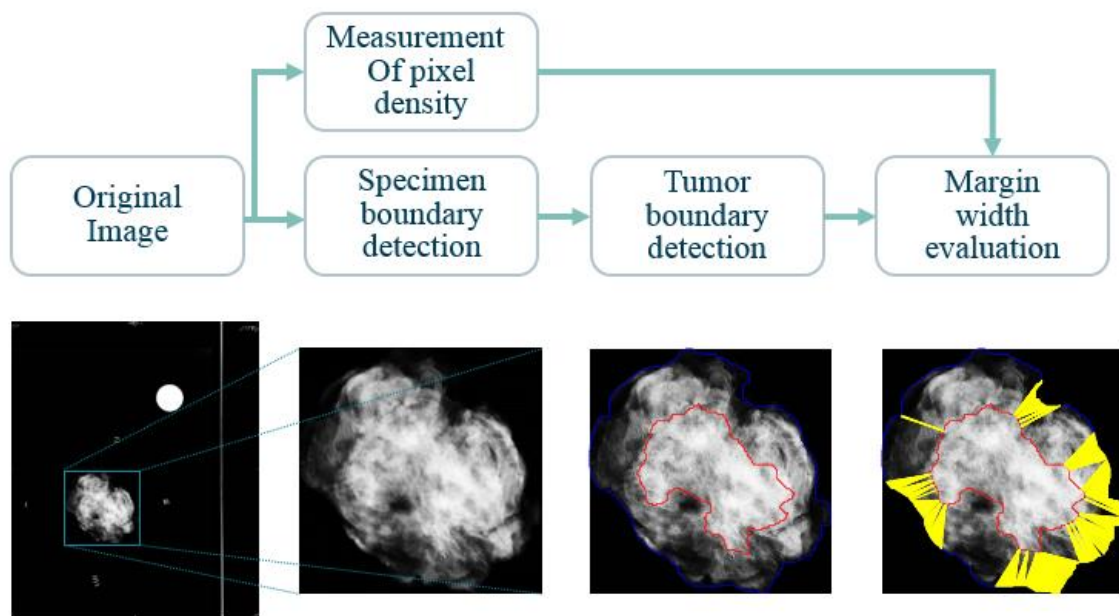 Measurement
Of pixel
density
Original
Image
Specimen
boundary
detection
Tumor
boundary
detection
Margin
width
evaluation